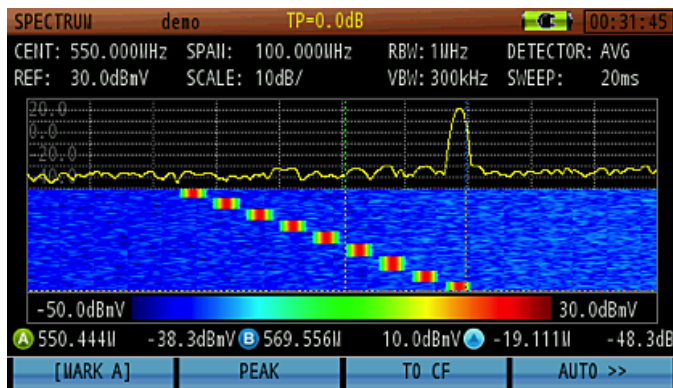 SPECTRUM demo TP=0.0dB 00:31:45
CENT: 550.000MHz SPAN: 100.000MHz RBW: 1MHz DETECTOR: AVG
REF: 30.0dBmV SCALE: 10dB/ VBW: 300kHz SWEEP: 20ms
20.0
0.0
-20.0
-40.0
-50.0dBmV 30.0dBmV
A 550.444M -38.3dBmV B 569.556M 10.0dBmV -19.111M -48.3dB
[MARK A] PEAK TO CF AUTO >>